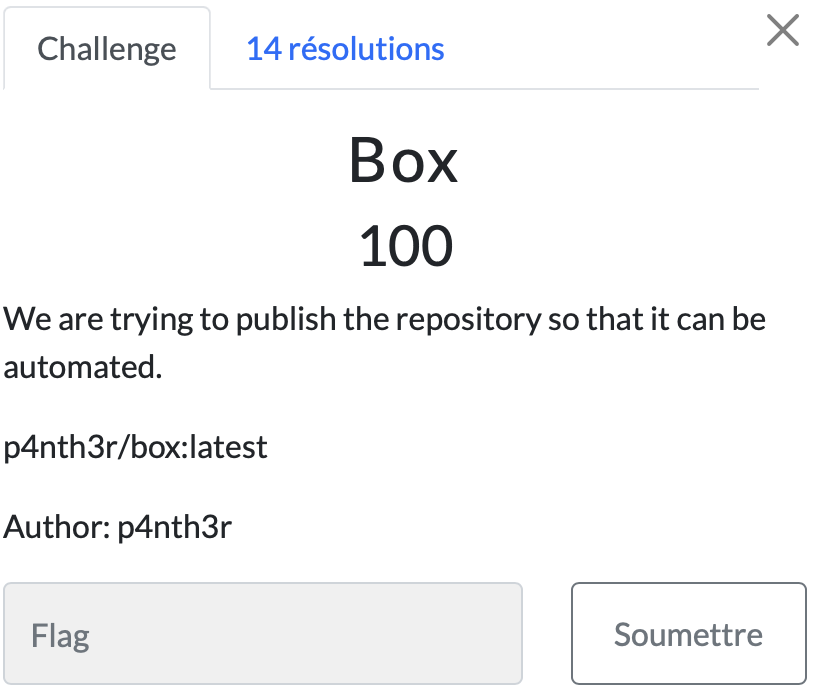 Challenge
14 résolutions
Box
100
We are trying to publish the repository so that it can be
automated.
p4nth3r/box:latest
Author: p4nth3r
Flag
Soumettre